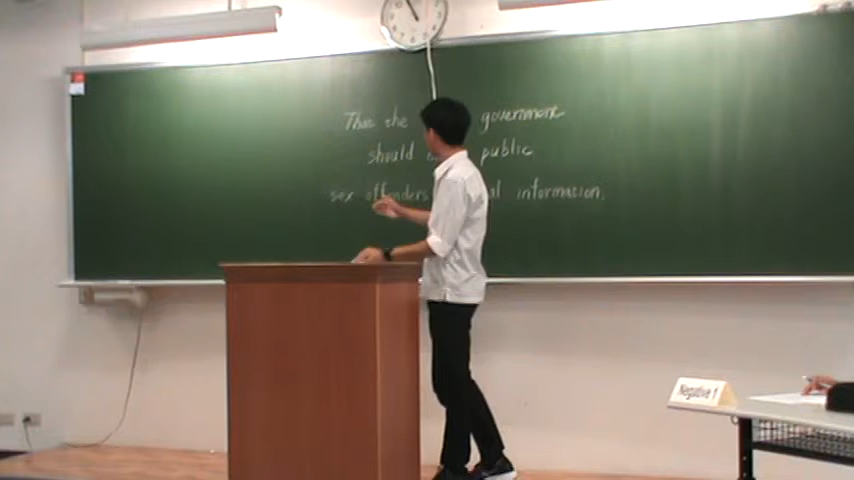 That the government
should public
sex offenders information.
Negative 1